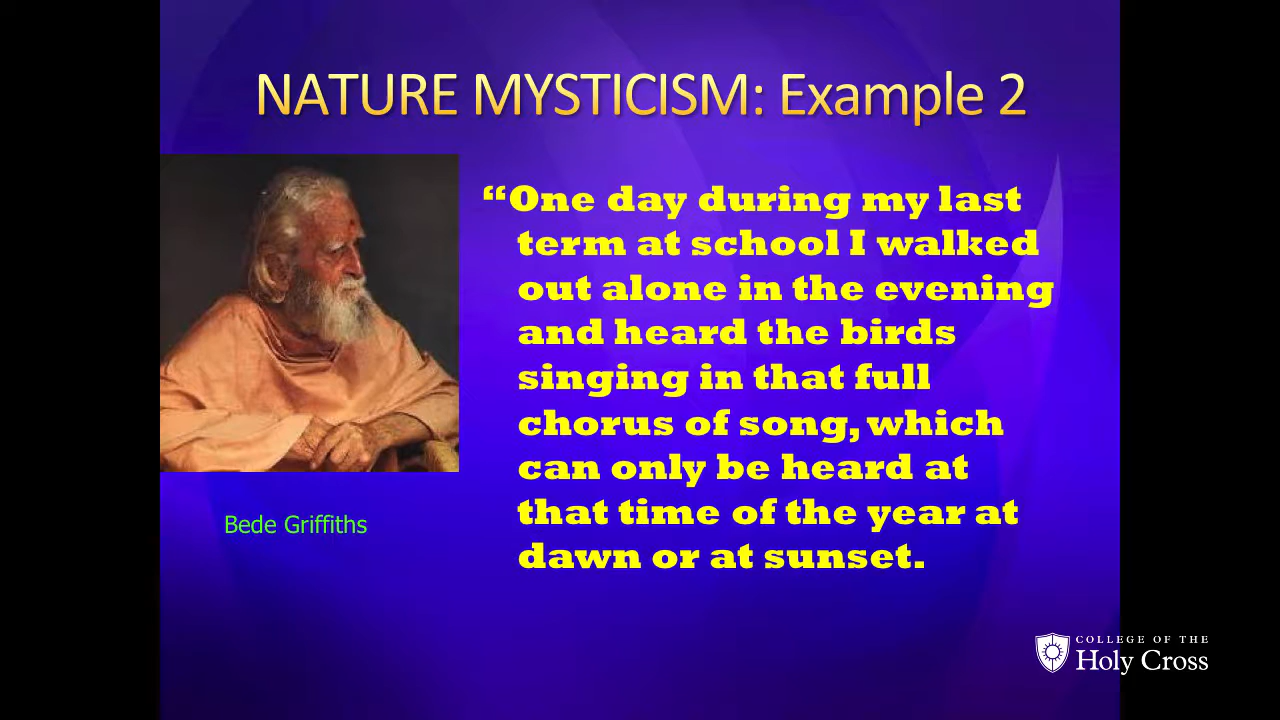 NATURE MYSTICISM: Example 2
“One day during my last
term at school I walked
out alone in the evening
and heard the birds
singing in that full
chorus of song, which
can only be heard at
that time of the year at
dawn or at sunset.
Bede Griffiths
COLLEGE OF THE
Holy Cross